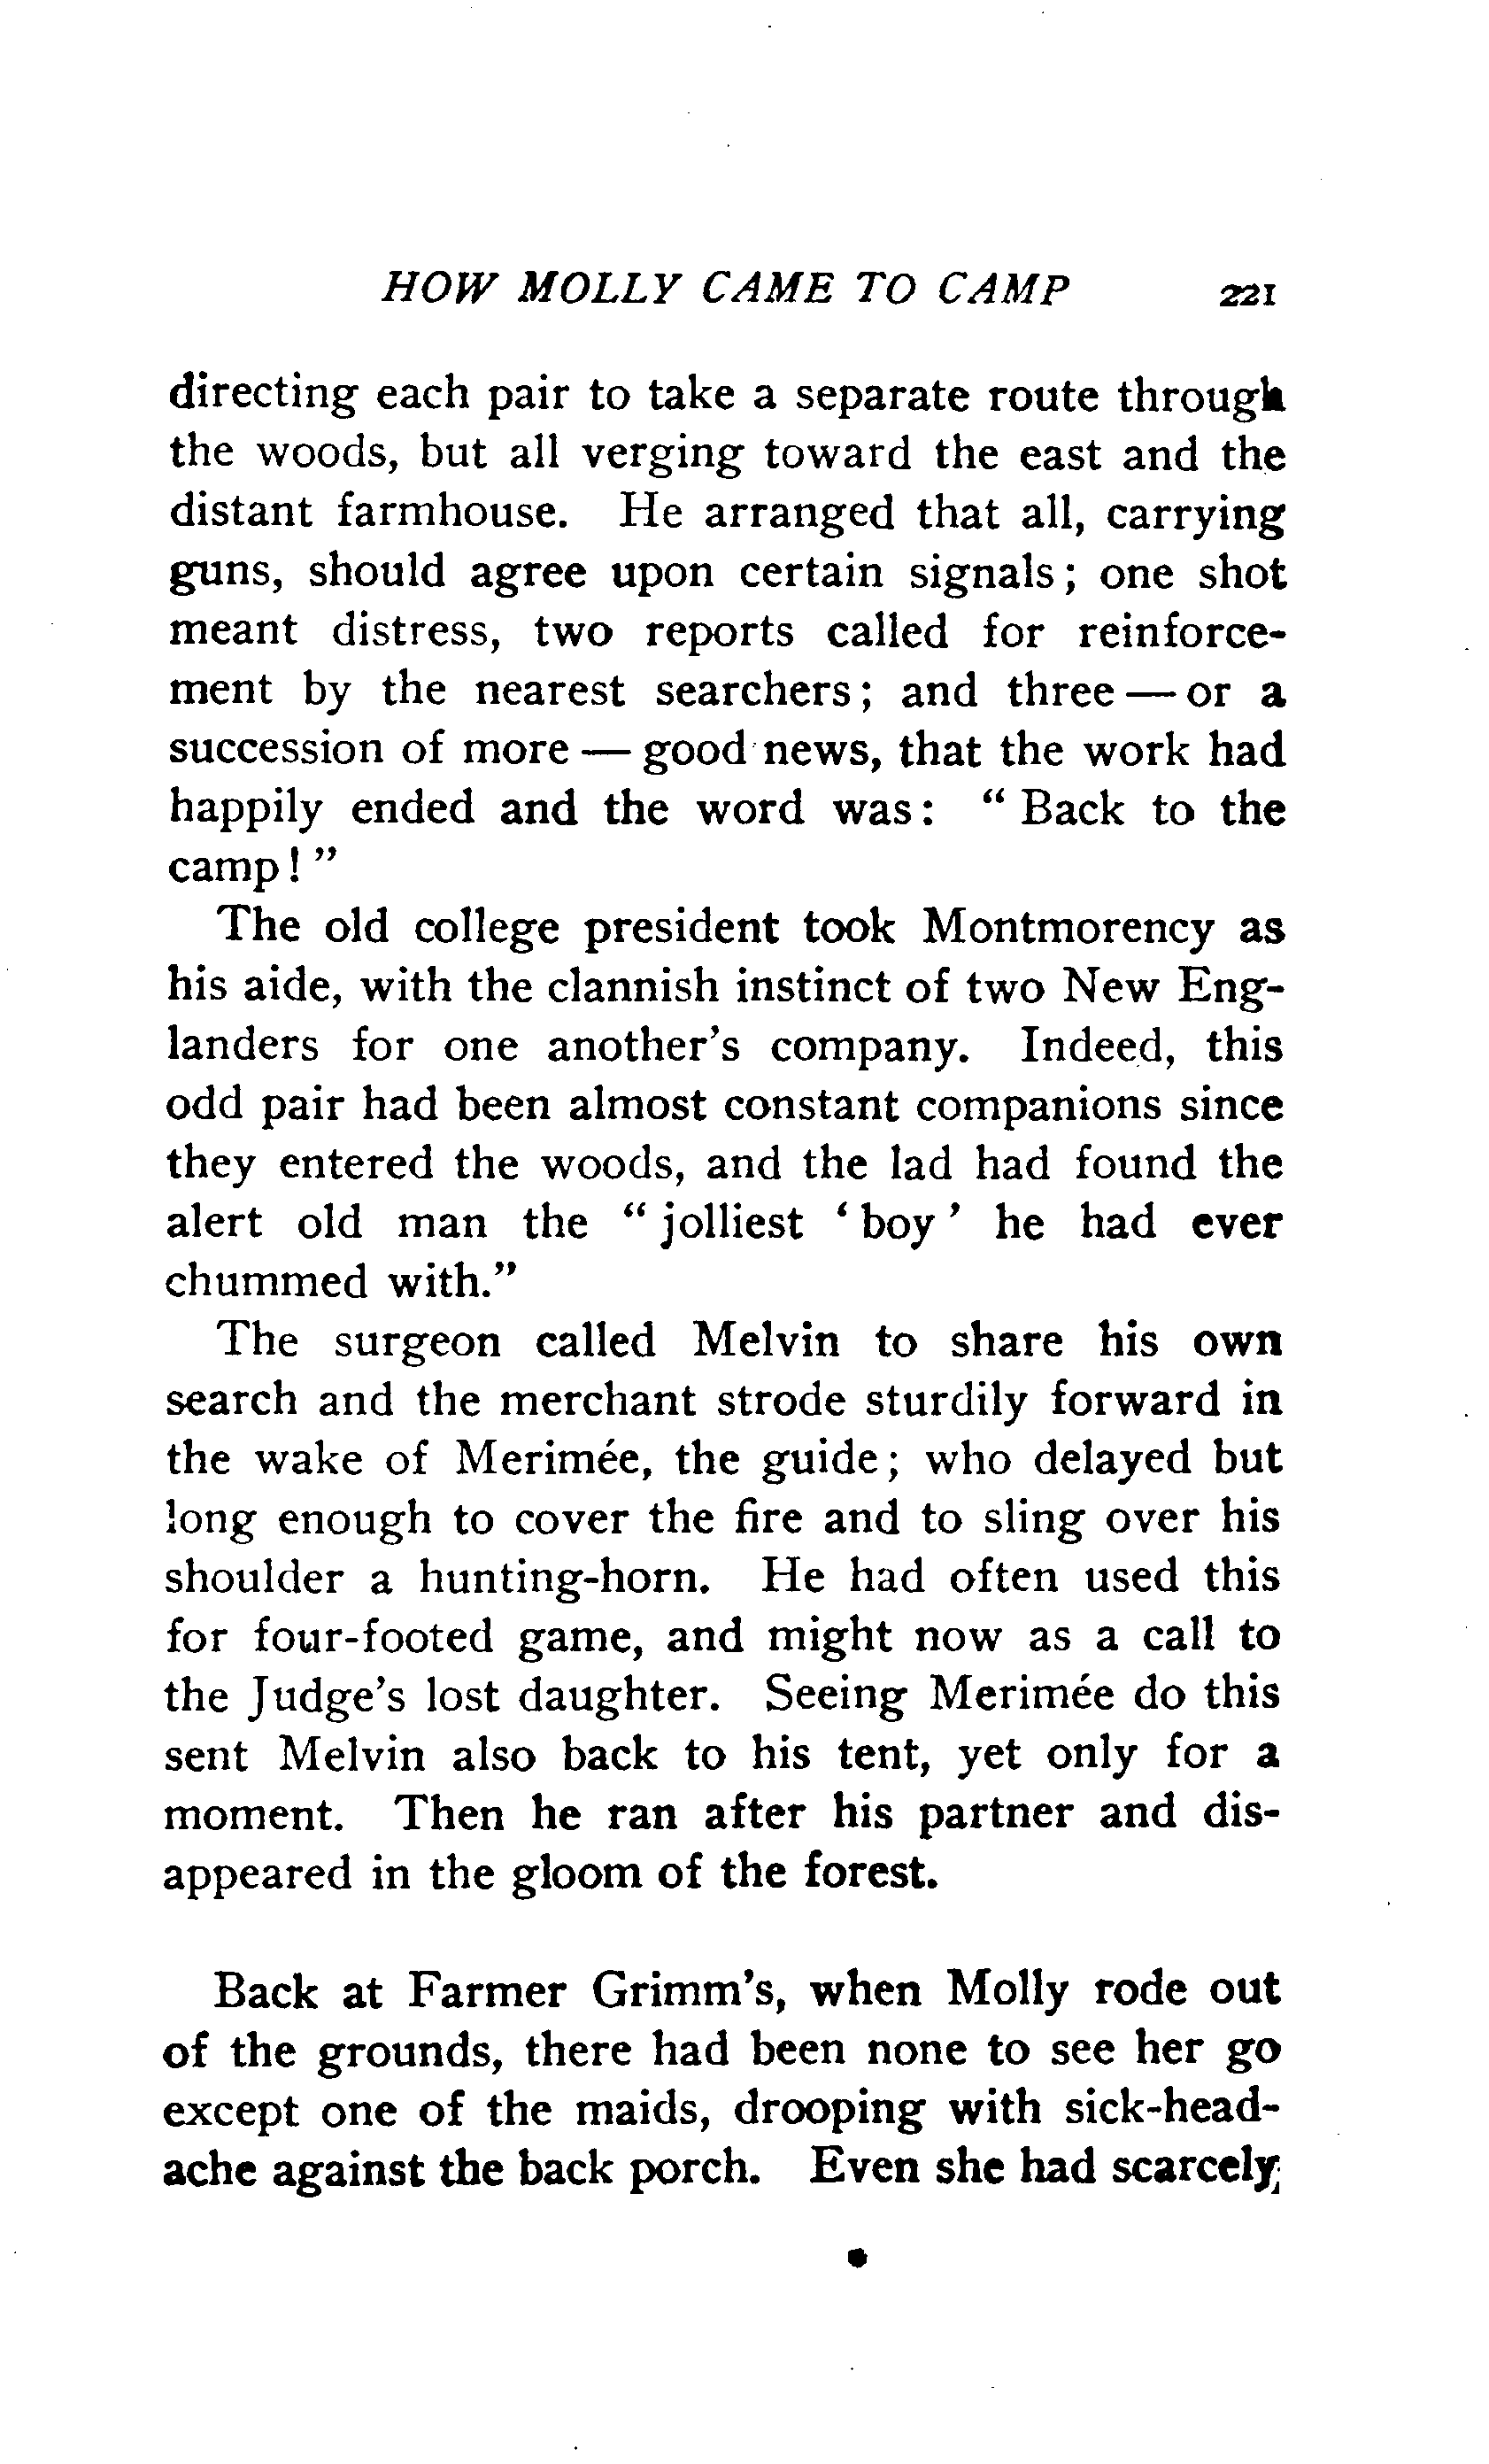 HOW MOLLY CAME TO CAMP 221
directing each pair to take a separate route through
the woods, but all verging toward the east and the
distant farmhouse. He arranged that all, carrying
guns, should agree upon certain signals; one shot
meant distress, two reports called for reinforce-
ment by the nearest searchers; and three — or a
succession of more — good news, that the work had
happily ended and the word was: "Back to the
camp!"
The old college president took Montmorency as
his aide, with the clannish instinct of two New Eng-
landers for one another's company. Indeed, this
odd pair had been almost constant companions since
they entered the woods, and the lad had found the
alert old man the "jolliest 'boy' he had ever
chummed with."
The surgeon called Melvin to share his own
search and the merchant strode sturdily forward in
the wake of Merimée, the guide; who delayed but
long enough to cover the fire and to sling over his
shoulder a hunting-horn. He had often used this
for four-footed game, and might now as a call to
the Judge's lost daughter. Seeing Merimée do this
sent Melvin also back to his tent, yet only for a
moment. Then he ran after his partner and dis-
appeared in the gloom of the forest.
Back at Farmer Grimm's, when Molly rode out
of the grounds, there had been none to see her go
except one of the maids, drooping with sick-head-
ache against the back porch. Even she had scarcely